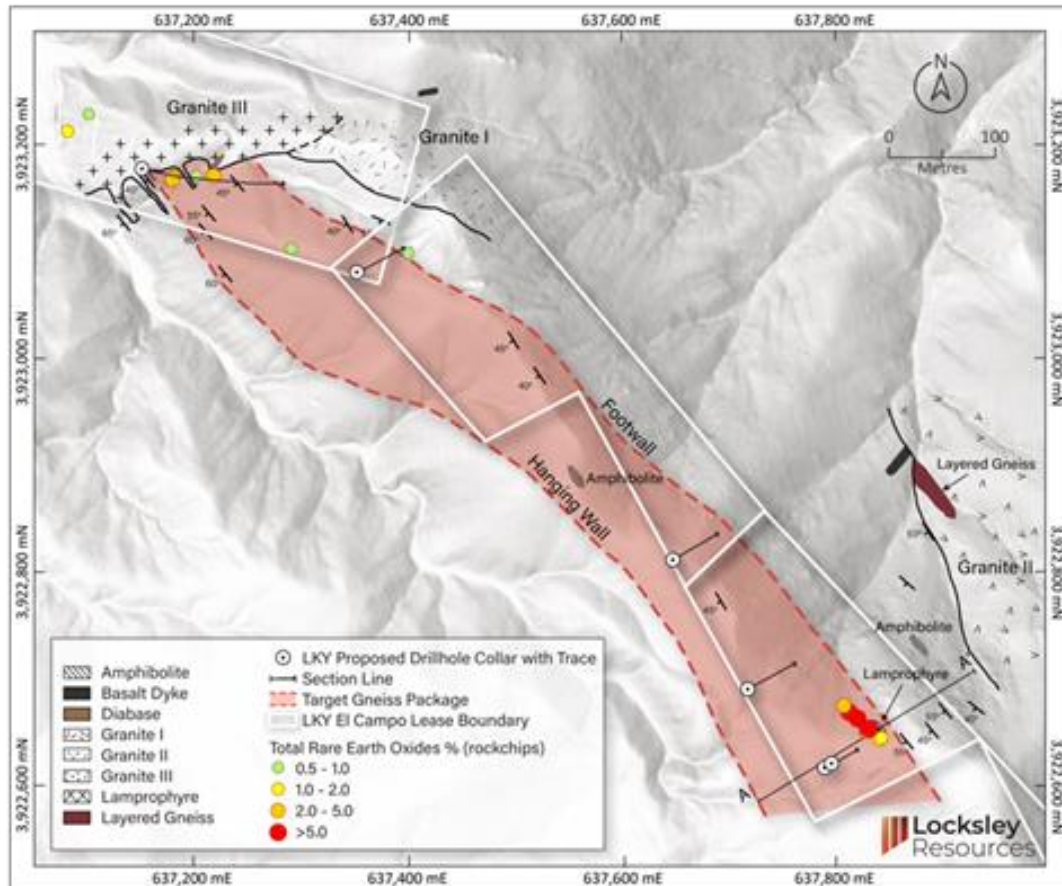 637,200 mE
637,400 mE
637,600 mE
637,800 mE
3,923,200 mN
3,923,000 mN
3,922,800 mN
3,922,600 mN
3,923,200 mN
3,923,000 mN
3,922,800 mN
3,922,600 mN
N
0 100
Metres
Granite III
Granite I
Footwall
Hanging Wall
Amphibolite
Layered Gneiss
Granite II
Amphibolite
Lamprophyre
A'
A
Amphibolite
Basalt Dyke
Diabase
Granite I
Granite II
Granite III
Lamprophyre
Layered Gneiss
LKY Proposed Drillhole Collar with Trace
Section Line
Target Gneiss Package
LKY El Campo Lease Boundary
Total Rare Earth Oxides % (rockchips)
0.5 - 1.0
1.0 - 2.0
2.0 - 5.0
>5.0
Locksley
Resources
637,200 mE
637,400 mE
637,600 mE
637,800 mE